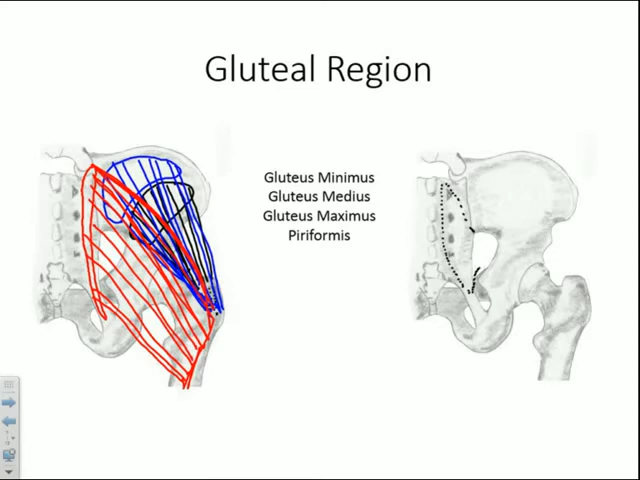 Gluteal Region
Gluteus Minimus
Gluteus Medius
Gluteus Maximus
Piriformis